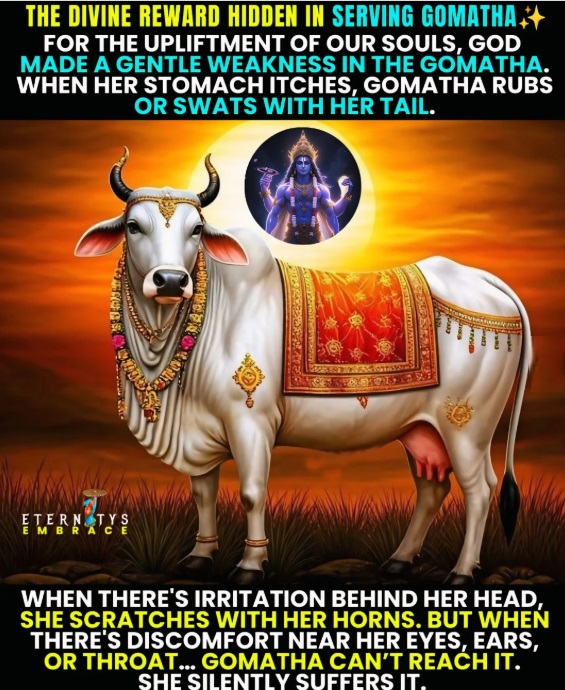 THE DIVINE REWARD HIDDEN IN SERVING GOMATHA✨
FOR THE UPLIFTMENT OF OUR SOULS, GOD
MADE A GENTLE WEAKNESS IN THE GOMATHA.
WHEN HER STOMACH ITCHES, GOMATHA RUBS
OR SWATS WITH HER TAIL.
ETERNITYS
EMBRACE
WHEN THERE'S IRRITATION BEHIND HER HEAD,
SHE SCRATCHES WITH HER HORNS. BUT WHEN
THERE'S DISCOMFORT NEAR HER EYES, EARS,
OR THROAT... GOMATHA CAN'T REACH IT.
SHE SILENTLY SUFFERS IT.